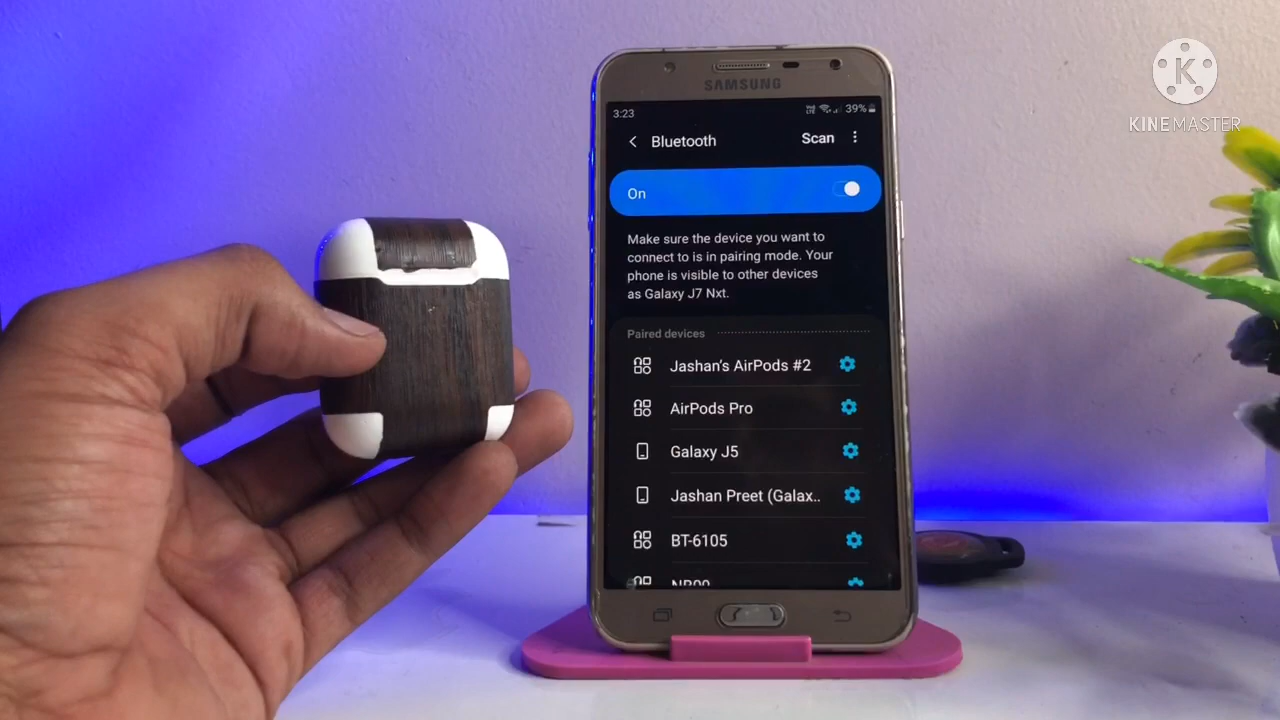 SAMSUNG
3:23
39%
Bluetooth
Scan
On
Make sure the device you want to
connect to is in pairing mode. Your
phone is visible to other devices
as Galaxy J7 Nxt.
Paired devices
Jashan's AirPods #2
AirPods Pro
Galaxy J5
Jashan Preet (Galax..
BT-6105
K
KINEMASTER